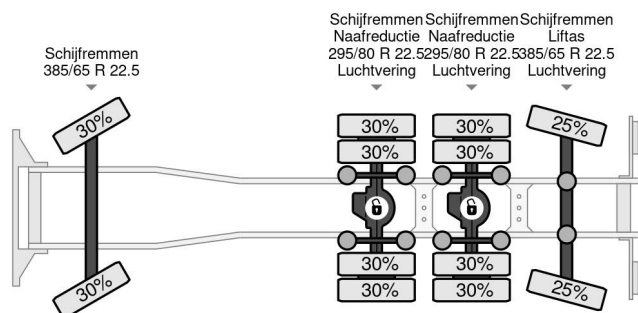 Schijfremmen
385/65 R 22.5
Schijfremmen
Naafreductie
295/80 R 22.5
Luchtvering
Schijfremmen
Naafreductie
295/80 R 22.5
Luchtvering
Schijfremmen
Liftas
385/65 R 22.5
Luchtvering
30%
30%
30%
25%
30%
30%
30%
30%
30%
30%
30%
25%